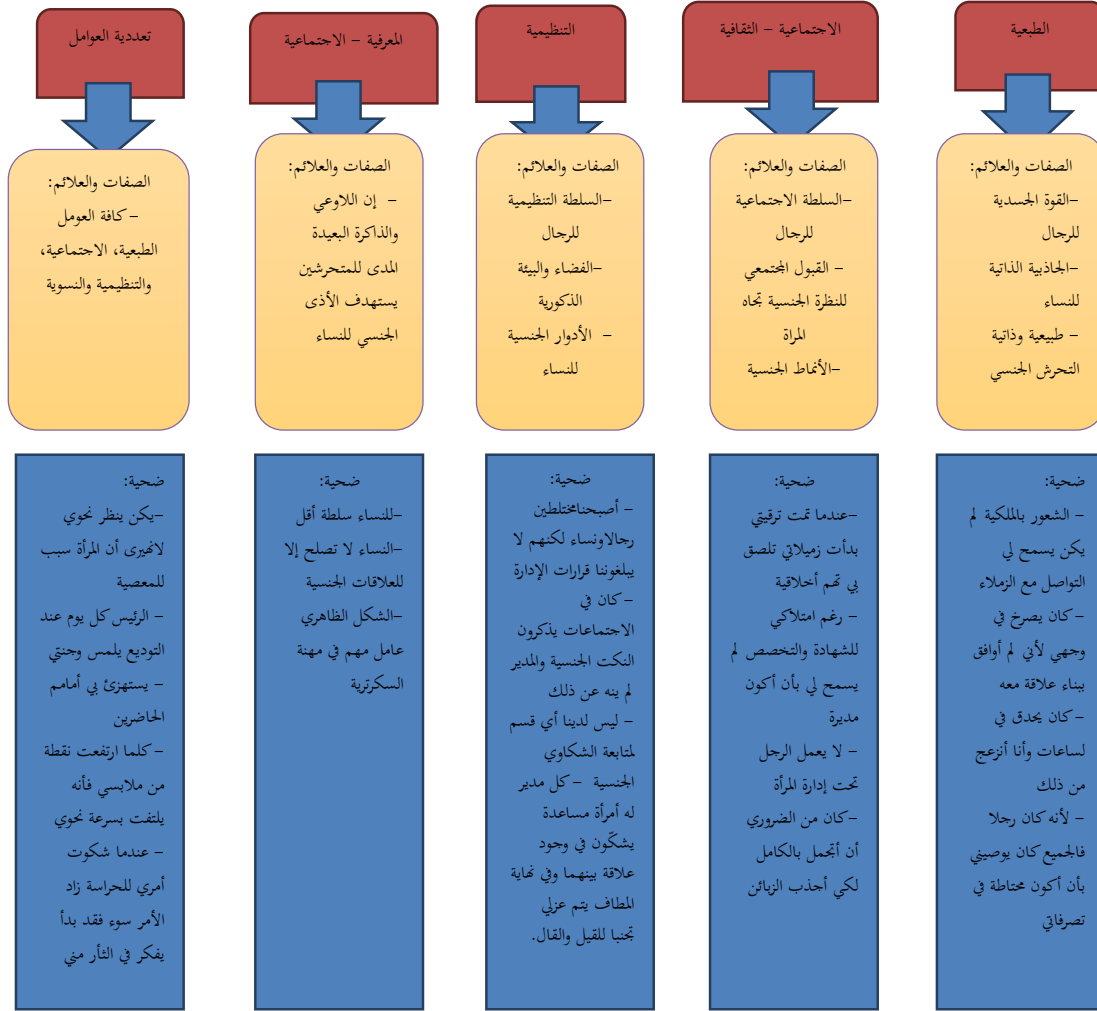 الطبعية
الصفات والعلائم:
–القوة الجسدية
للرجال
–الجاذبية الذاتية
للنساء
– طبيعية وذاتية
التحرش الجنسي
ضحية:
– الشعور بالملكية لم
يكن يسمح لي
التواصل مع الزملاء
–كان يصرخ في
وجهي لأني لم أوافق
ببناء علاقة معه
–كان يحدق في
لساعات وأنا أنزعج
من ذلك
– لأنه كان رجلا
فالجميع كان يوصيني
بأن أكون محتاطة في
تصرفاتي
الاجتماعية – الثقافية
الصفات والعلائم:
–السلطة الاجتماعية
للرجال
– القبول المجتمعي
للنظرة الجنسية تجاه
المراة
–الأنماط الجنسية
ضحية:
–عندما تمت ترقيتي
بدأت زميلاتي تلصق
بي تهم أخلاقية
– رغم امتلاكي
للشهادة والتخصص لم
يسمح لي بأن أكون
مديرة
– لا يعمل الرجل
تحت إدارة المرأة
–كان من الضروري
أن أتجمل بالكامل
لكي أجذب الزبائن
التنظيمية
الصفات والعلائم:
–السلطة التنظيمية
للرجال
–الفضاء والبيئة
الذكورية
– الأدوار الجنسية
للنساء
ضحية:
– أصبحنامختلطين
رجالاونساء لكنهم لا
يبلغوننا قرارات الإدارة
–كان في
الاجتماعات يذكرون
النكت الجنسية والمدير
لم ينه عن ذلك
– ليس لدينا أي قسم
لمتابعة الشكاوي
الجنسية –كل مدير
له أمرأة مساعدة
يشكّون في وجود
علاقة بينهما وفي نهاية
المطاف يتم عزلي
تجنبا للقيل والقال.
المعرفية – الاجتماعية
الصفات والعلائم:
– إن اللاوعي
والذاكرة البعيدة
المدى للمتحرشين
يستهدف الأذى
الجنسي للنساء
ضحية:
–للنساء سلطة أقل
–النساء لا تصلح إلا
للعلاقات الجنسية
–الشكل الظاهري
عامل مهم في مهنة
السكرترية
تعددية العوامل
الصفات والعلائم:
–كافة العومل
الطبعية، الاجتماعية،
والتنظيمية والنسوية
ضحية:
–يكن ينظر نحوي
لانهيرى أن المرأة سبب
للمعصية
– الرئيس كل يوم عند
التوديع يلمس وجنتي
– يستهزئ بي أمامم
الحاضرين
–كلما ارتفعت نقطة
من ملابسي فأنه
يلتفت بسرعة نحوي
– عندما شكوت
أمري للحراسة زاد
الأمر سوء فقد بدأ
يفكر في الثأر مني